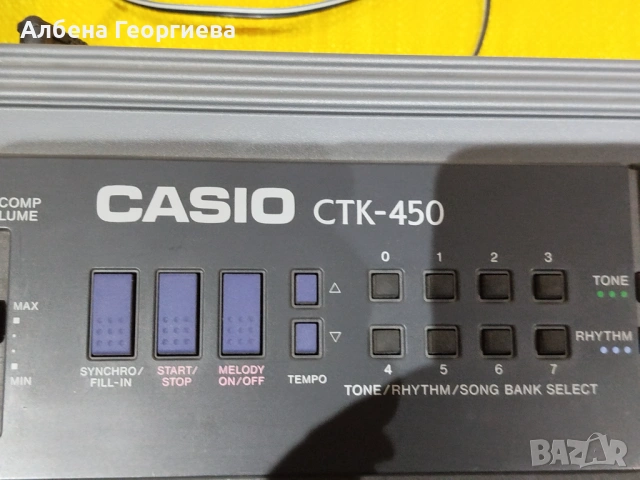 Албена Георгиева
COMP
CASIO CTK-450
0 1 2 3
TONE
MAX
RHYTHM
MIN
SYNCHRO/
FILL-IN
START/
STOP
MELODY
ON/OFF
TEMPO
4 5 6 7
TONE/RHYTHM/SONG BANK SELECT
BAZAR